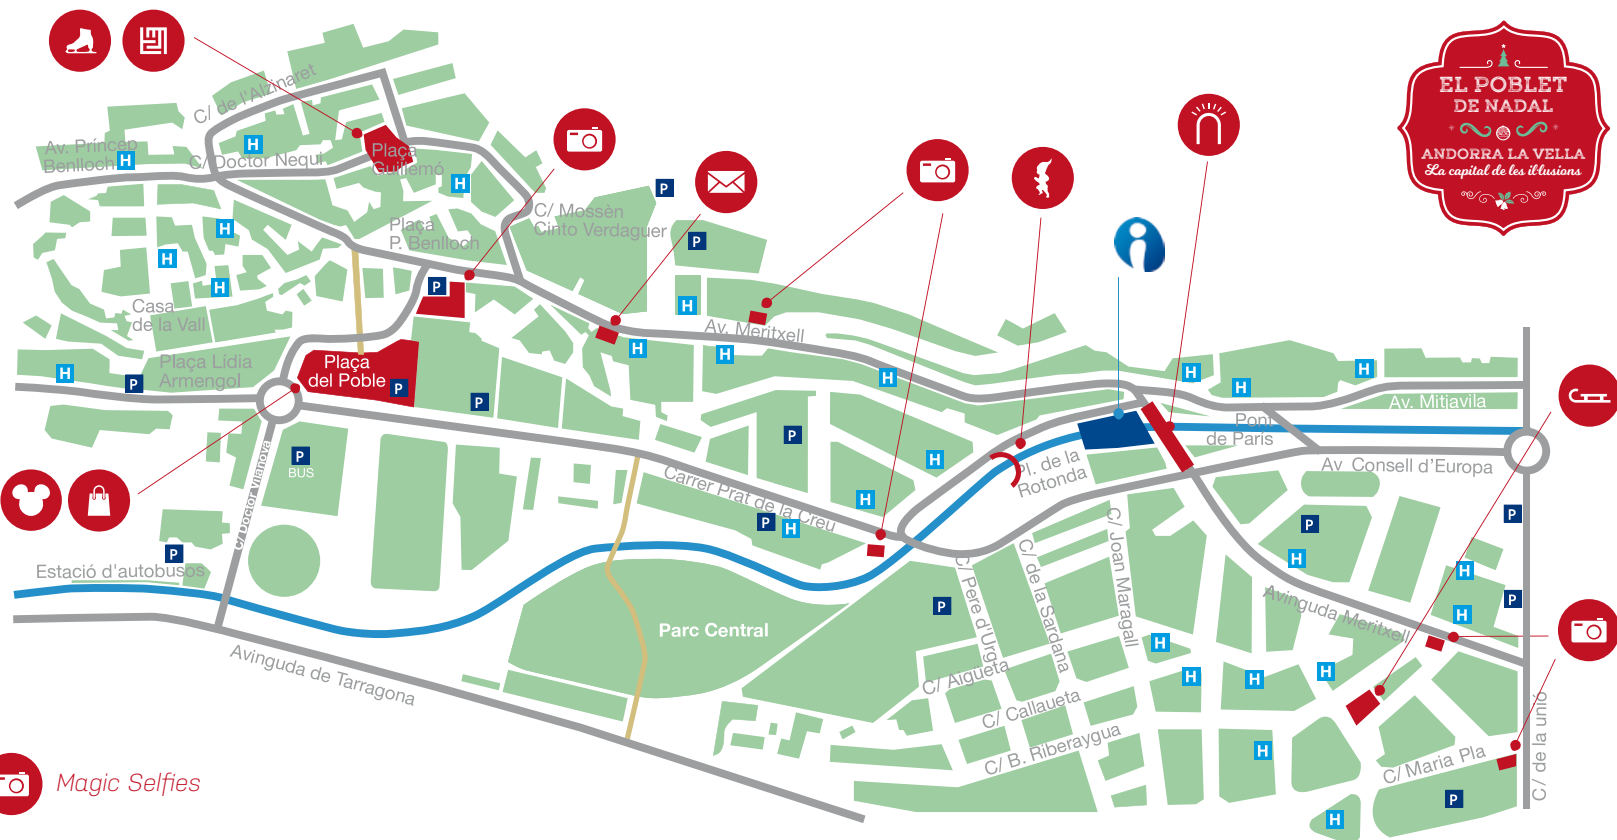 EL POBLET
DE NADAL
ANDORRA LA VELLA
La capital de les il·lusions
C/ de l'Alzinaret
Av. Príncep
Benlloch
H
H
C/ Doctor Nequi
Plaça
Guillemó
H
P
C/ Mossèn
Cinto Verdaguer
Plaça
P. Benlloch
H
P
H
H
P
H
Casa
de la Vall
Av. Meritxell
H
H
Plaça Lídia
Armengol
H
P
Plaça
del Poble
P
P
H
H
H
H
Av. Mitjavila
Pont
de París
P
Av Consell d'Europa
H
Pl. de la
Rotonda
P
BUS
C/ Doctor Vilanova
Carrer Prat de la Creu
H
P
H
P
P
H
P
Estació d'autobusos
C/ Joan Maragall
C/ de la Sardana
C/ Pere d'Urg
P
H
P
H
Avinguda Meritxell
Parc Central
Avinguda de Tarragona
H
H
H
H
C/ Aigüeta
C/ Callaueta
C/ B. Riberaygua
H
C/ Maria Pla
C/ de la unió
P
H
Magic Selfies